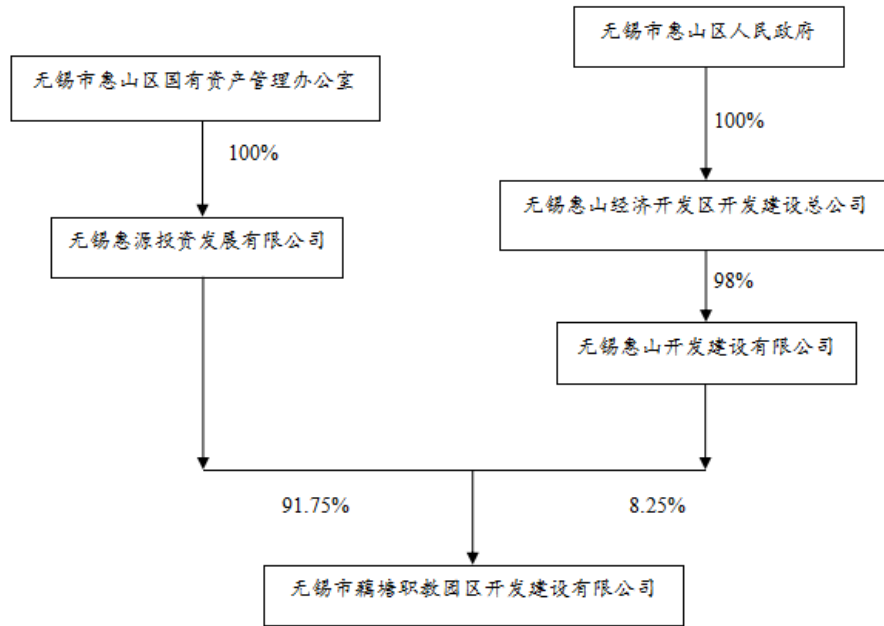 无锡市惠山区人民政府
无锡市惠山区国有资产管理办公室
100%
100%
无锡惠山经济开发区开发建设总公司
无锡惠源投资发展有限公司
98%
无锡惠山开发建设有限公司
91.75%
8.25%
无锡市藕塘职教园区开发建设有限公司